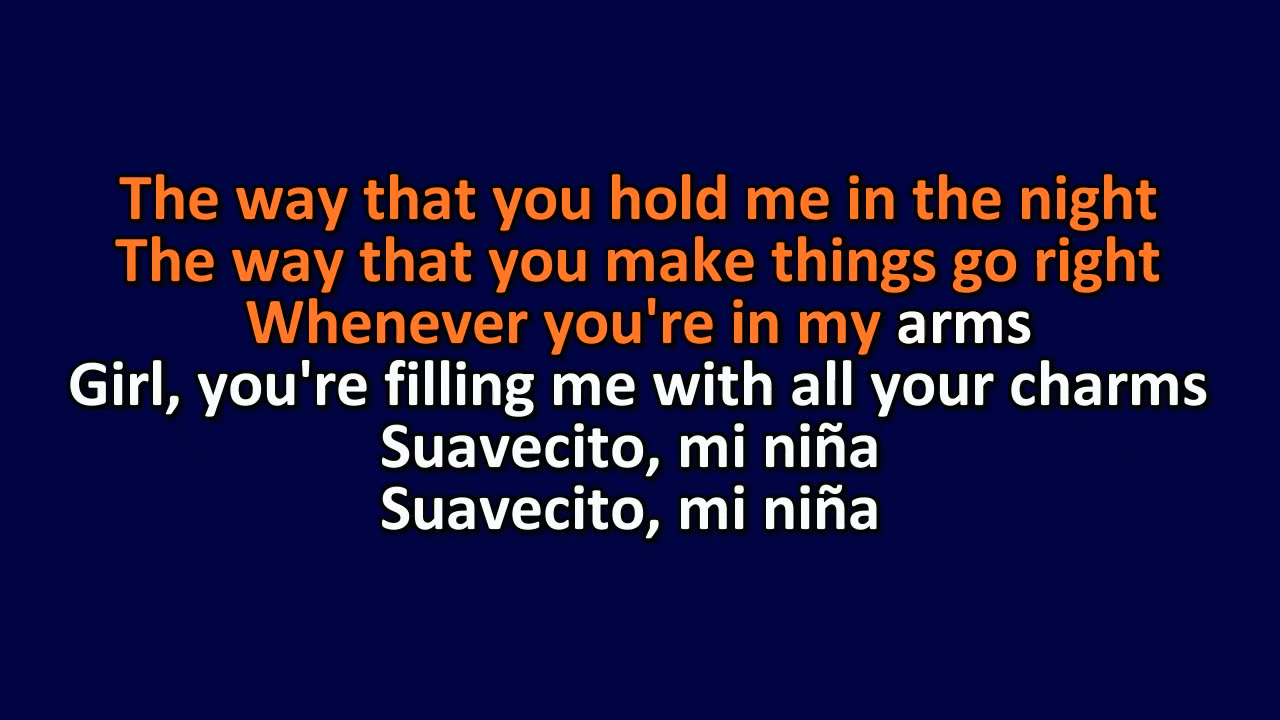 The way that you hold me in the night
The way that you make things go right
Whenever you're in my arms
Girl, you're filling me with all your charms
Suavecito, mi niña
Suavecito, mi niña